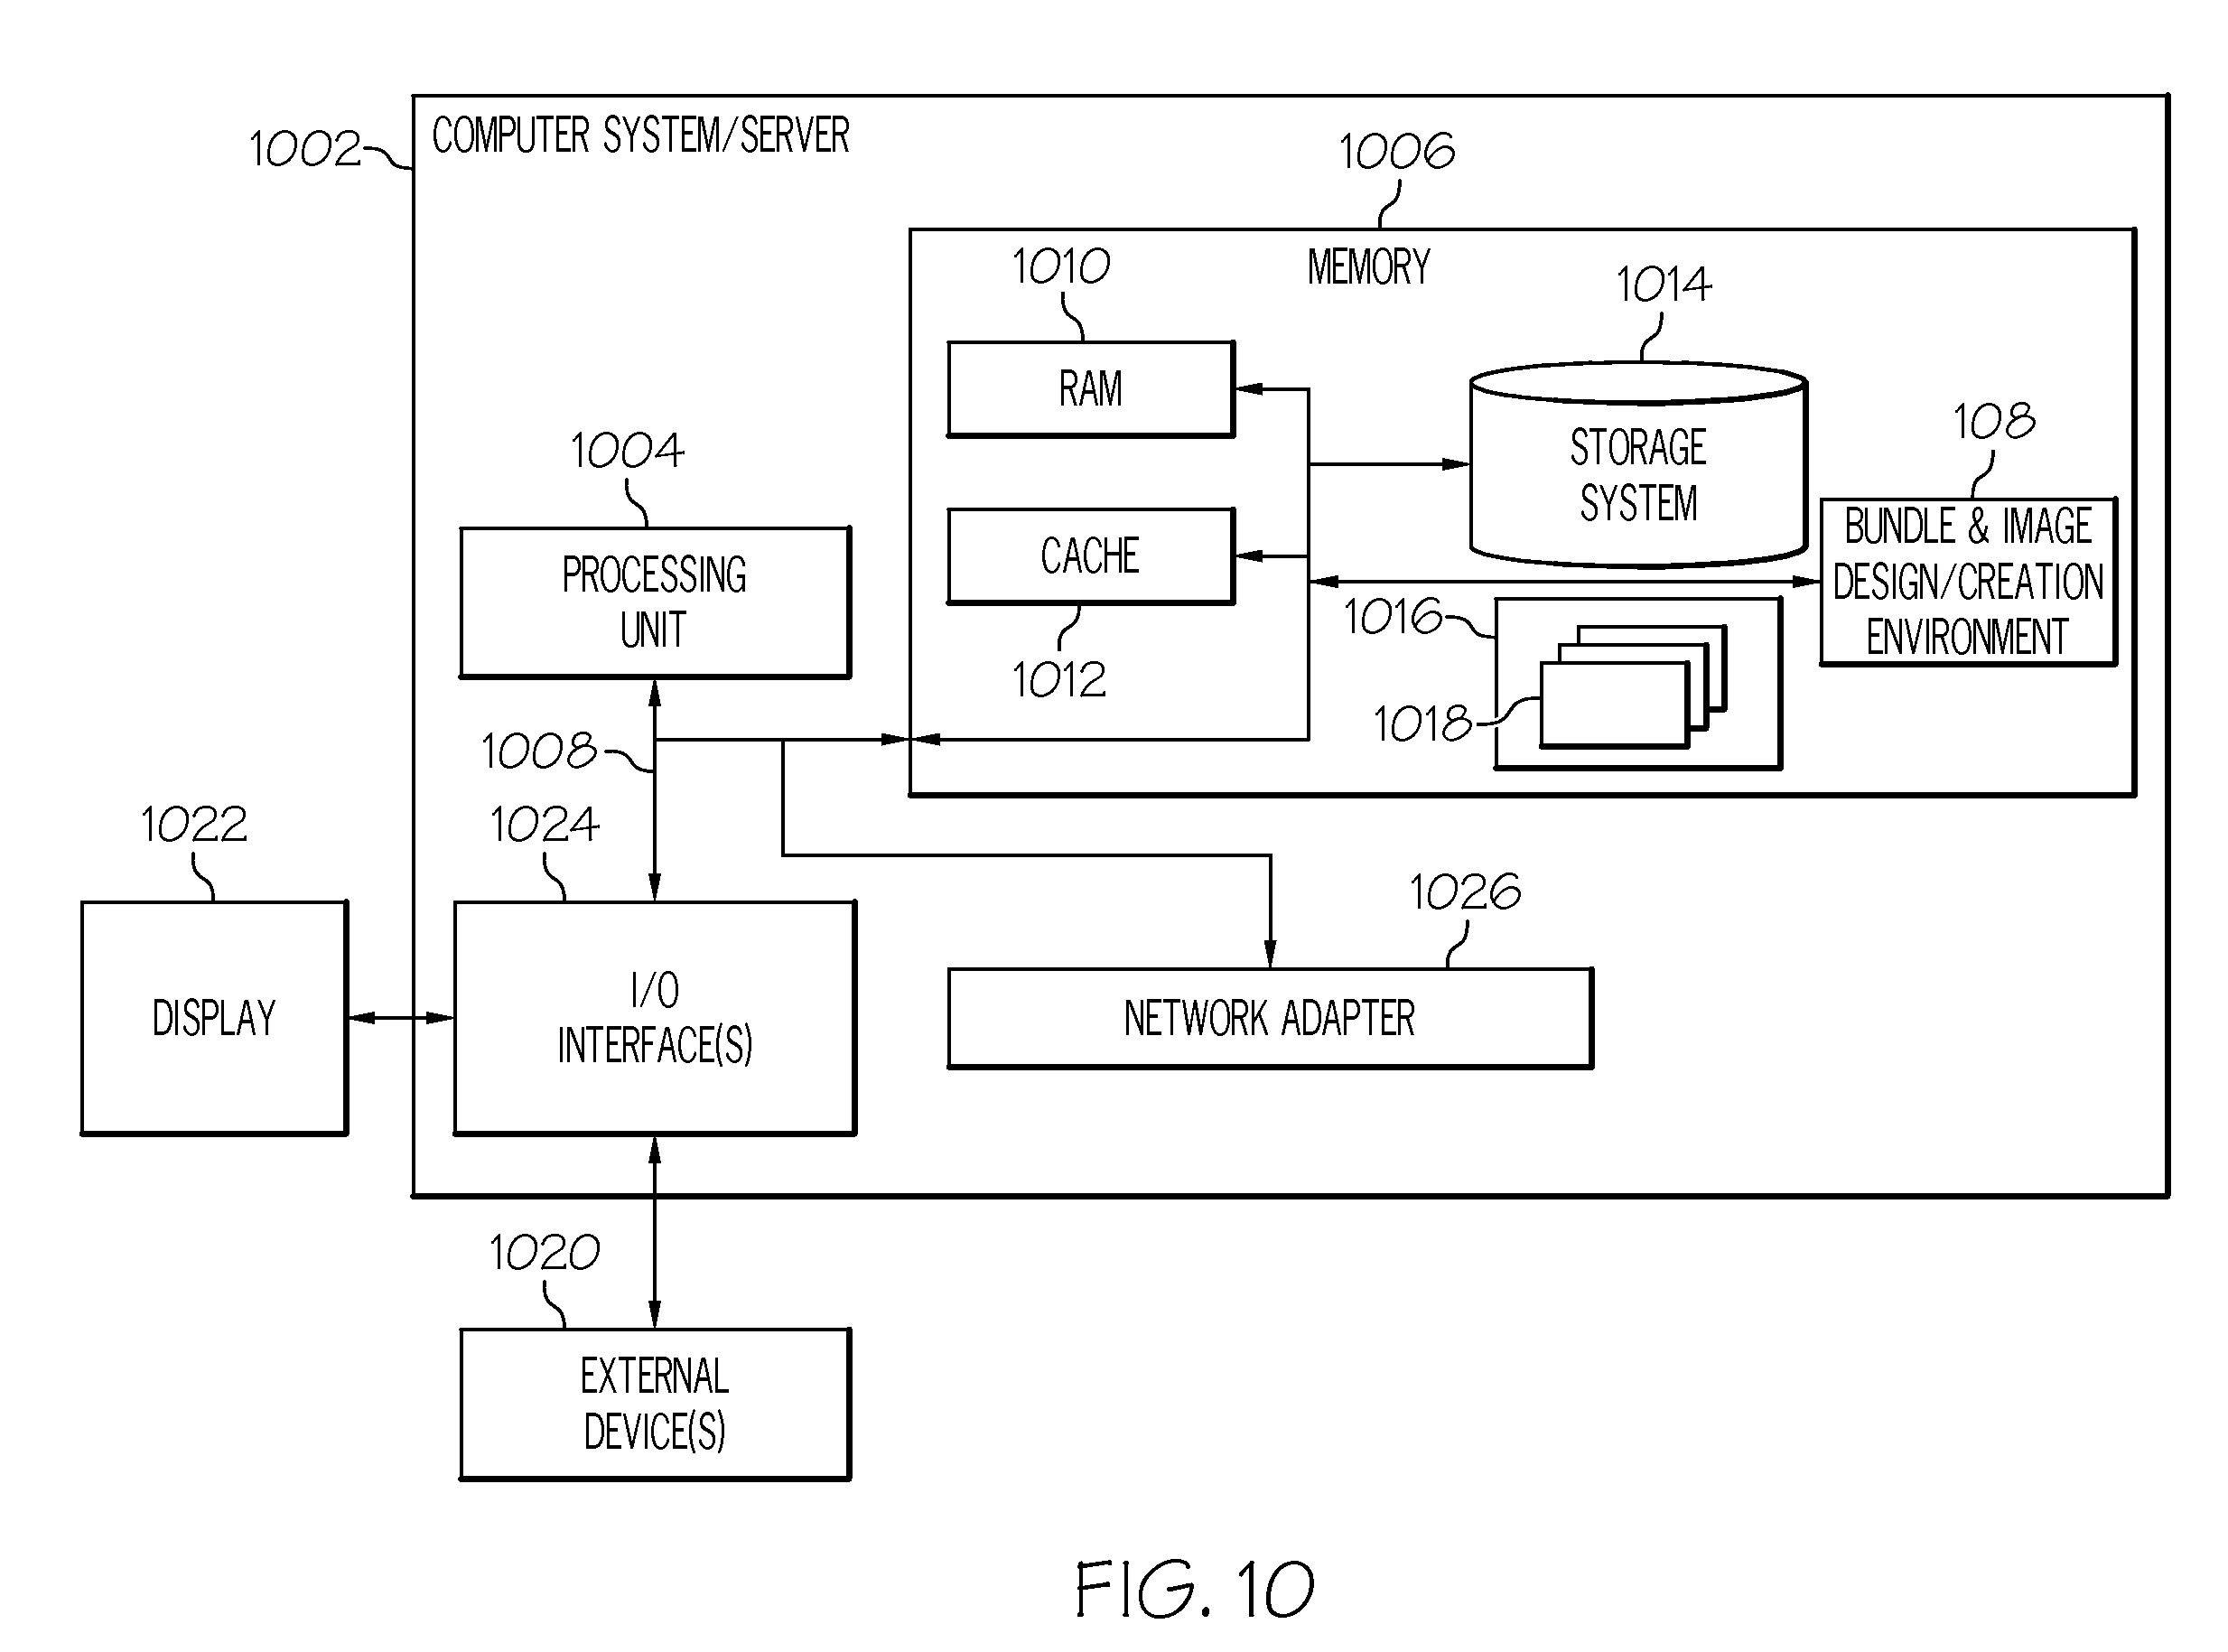 1002
COMPUTER SYSTEM/SERVER
1006
MEMORY
1010
RAM
1014
STORAGE
SYSTEM
108
BUNDLE & IMAGE
DESIGN/CREATION
ENVIRONMENT
1004
PROCESSING
UNIT
CACHE
1012
1016
1018
1008
1022
DISPLAY
1024
I/O
INTERFACE(S)
1026
NETWORK ADAPTER
1020
EXTERNAL
DEVICE(S)
FIG. 10